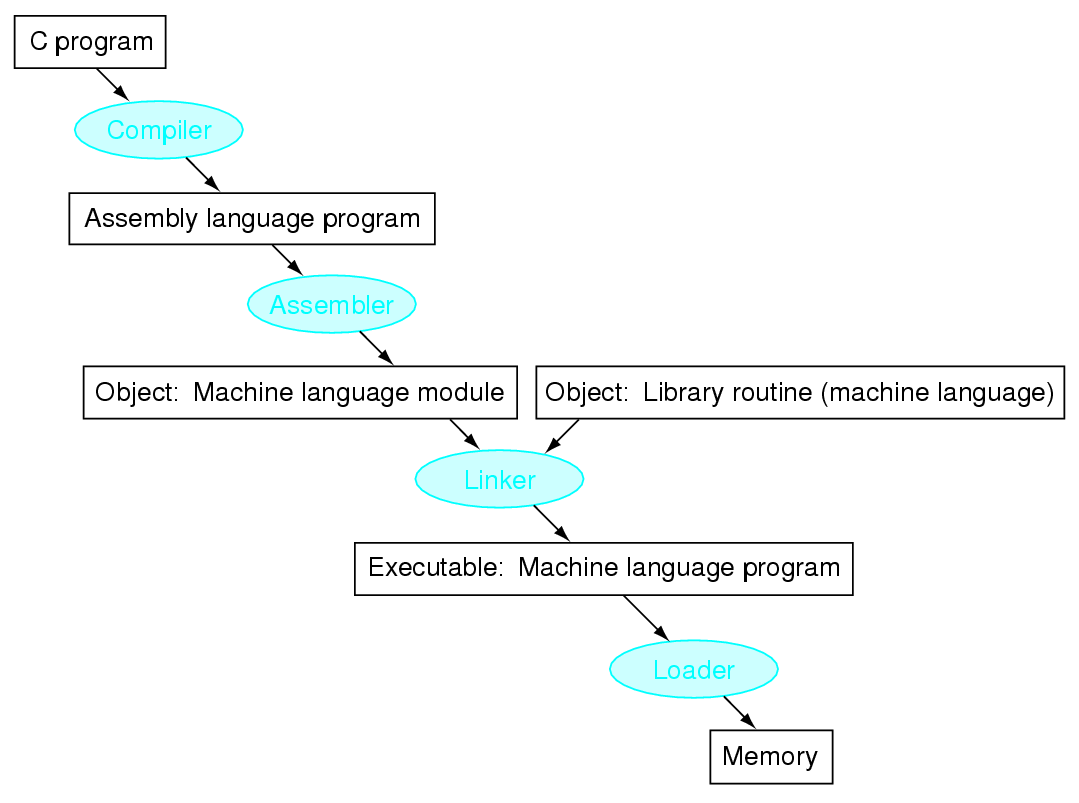 C program
Compiler
Assembly language program
Assembler
Object: Machine language module
Object: Library routine (machine language)
Linker
Executable: Machine language program
Loader
Memory